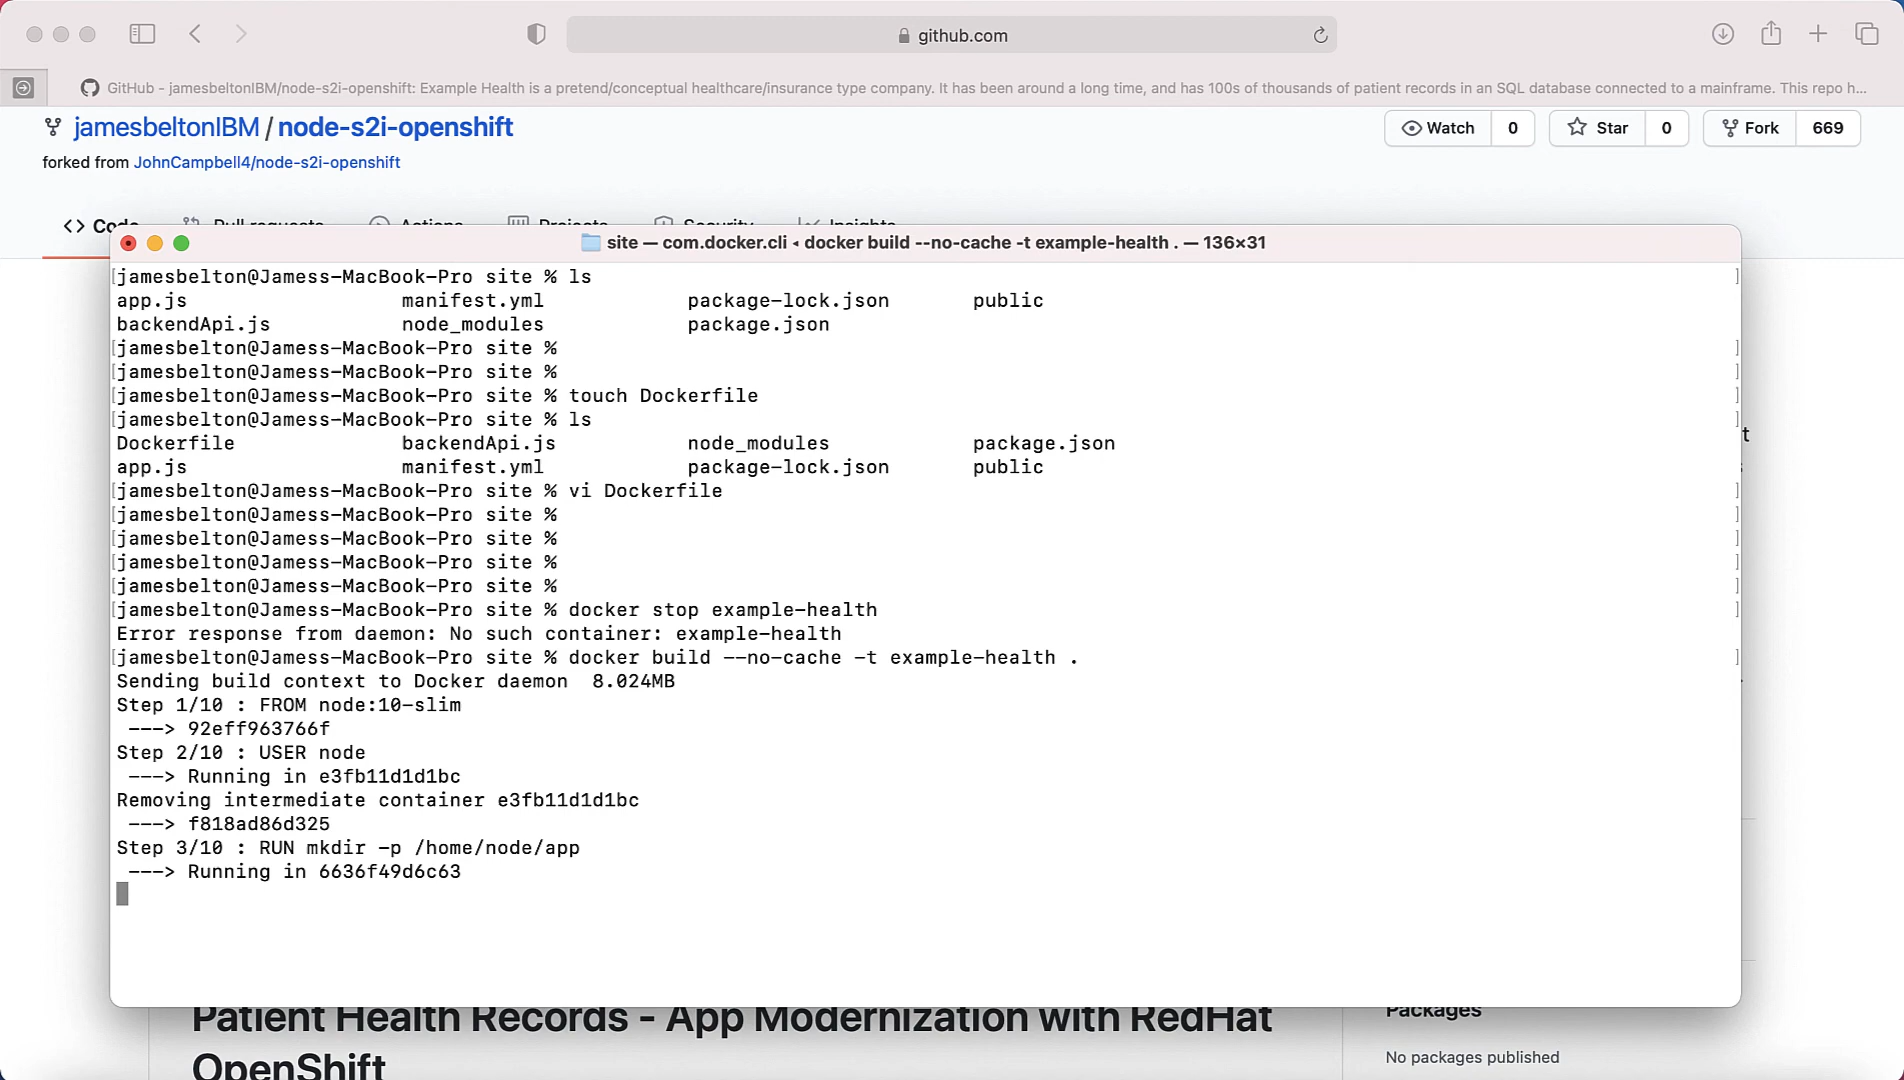 github.com
GitHub - jamesbeltonIBM/node-s2i-openshift: Example Health is a pretend/conceptual healthcare/insurance type company. It has been around a long time, and has 100s of thousands of patient records in an SQL database connected to a mainframe. This repo h...
jamesbeltonIBM / node-s2i-openshift
Watch 0 Star 0 Fork 669
forked from JohnCampbell4/node-s2i-openshift
Code Pull requests Actions Projects Security Insights
site — com.docker.cli ◂ docker build --no-cache -t example-health . — 136×31
[jamesbelton@Jamess-MacBook-Pro site % ls ]
app.js manifest.yml package-lock.json public
backendApi.js node_modules package.json
[jamesbelton@Jamess-MacBook-Pro site % ]
[jamesbelton@Jamess-MacBook-Pro site % ]
[jamesbelton@Jamess-MacBook-Pro site % touch Dockerfile ]
[jamesbelton@Jamess-MacBook-Pro site % ls ]
Dockerfile backendApi.js node_modules package.json
app.js manifest.yml package-lock.json public
[jamesbelton@Jamess-MacBook-Pro site % vi Dockerfile ]
[jamesbelton@Jamess-MacBook-Pro site % ]
[jamesbelton@Jamess-MacBook-Pro site % ]
[jamesbelton@Jamess-MacBook-Pro site % ]
[jamesbelton@Jamess-MacBook-Pro site % ]
[jamesbelton@Jamess-MacBook-Pro site % docker stop example-health ]
Error response from daemon: No such container: example-health
[jamesbelton@Jamess-MacBook-Pro site % docker build --no-cache -t example-health . ]
Sending build context to Docker daemon 8.024MB
Step 1/10 : FROM node:10-slim
---> 92eff963766f
Step 2/10 : USER node
---> Running in e3fb11d1d1bc
Removing intermediate container e3fb11d1d1bc
---> f818ad86d325
Step 3/10 : RUN mkdir -p /home/node/app
---> Running in 6636f49d6c63
Patient Health Records - App Modernization with RedHat
OpenShift
Packages
No packages published